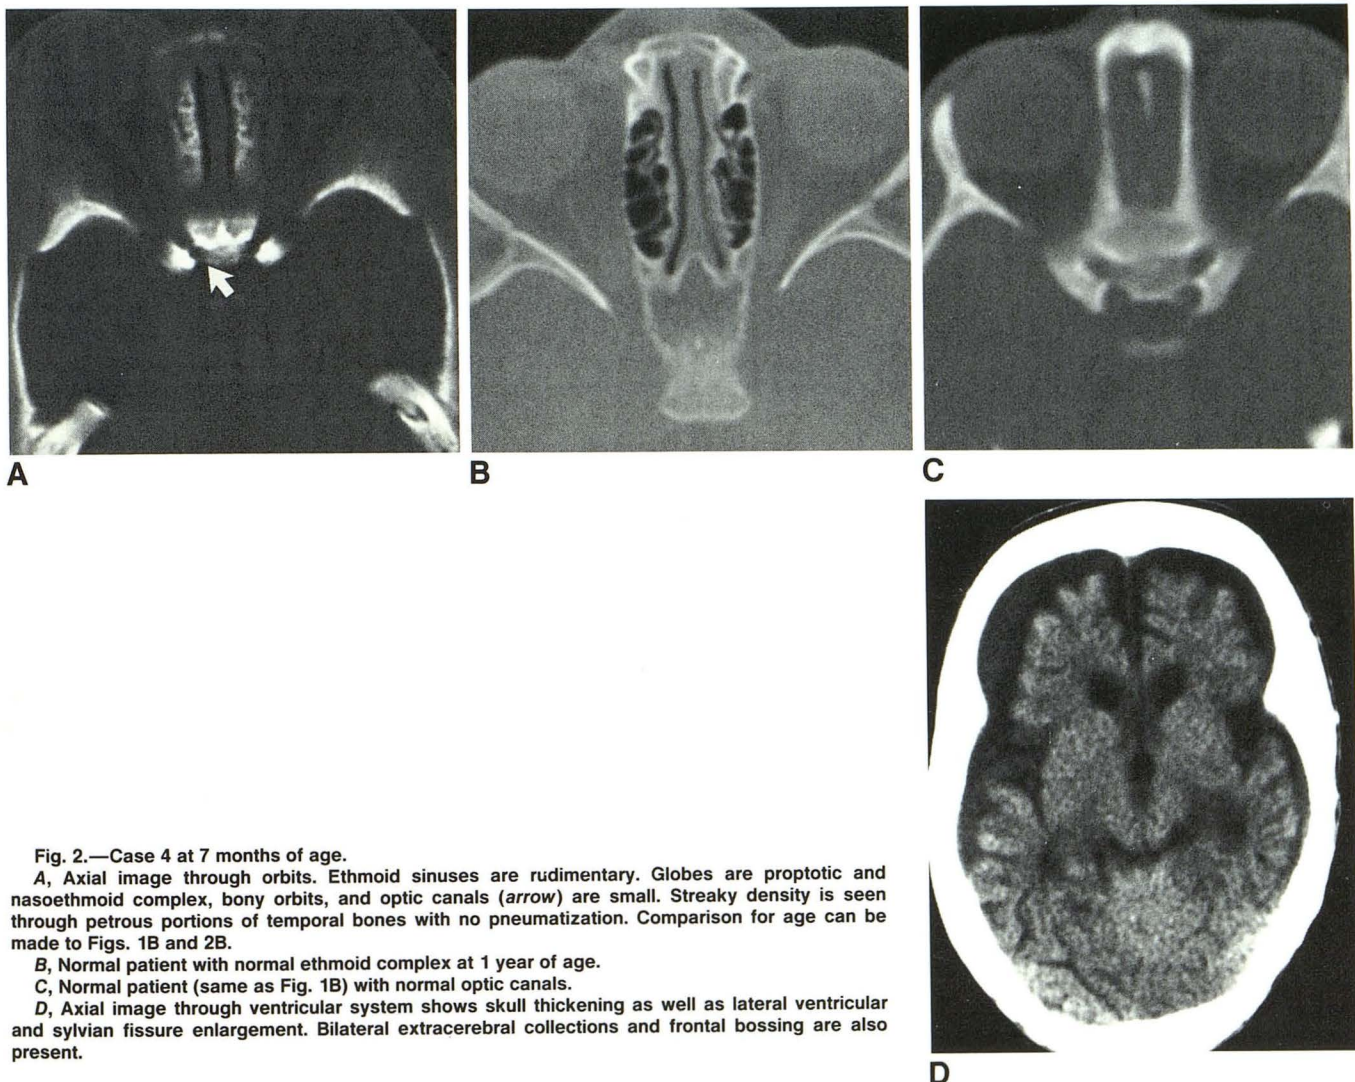 A
B
C
D
Fig. 2.—Case 4 at 7 months of age.
A, Axial image through orbits. Ethmoid sinuses are rudimentary. Globes are proptotic and
nasoethmoid complex, bony orbits, and optic canals (arrow) are small. Streaky density is seen
through petrous portions of temporal bones with no pneumatization. Comparison for age can be
made to Figs. 1B and 2B.
B, Normal patient with normal ethmoid complex at 1 year of age.
C, Normal patient (same as Fig. 1B) with normal optic canals.
D, Axial image through ventricular system shows skull thickening as well as lateral ventricular
and sylvian fissure enlargement. Bilateral extracerebral collections and frontal bossing are also
present.